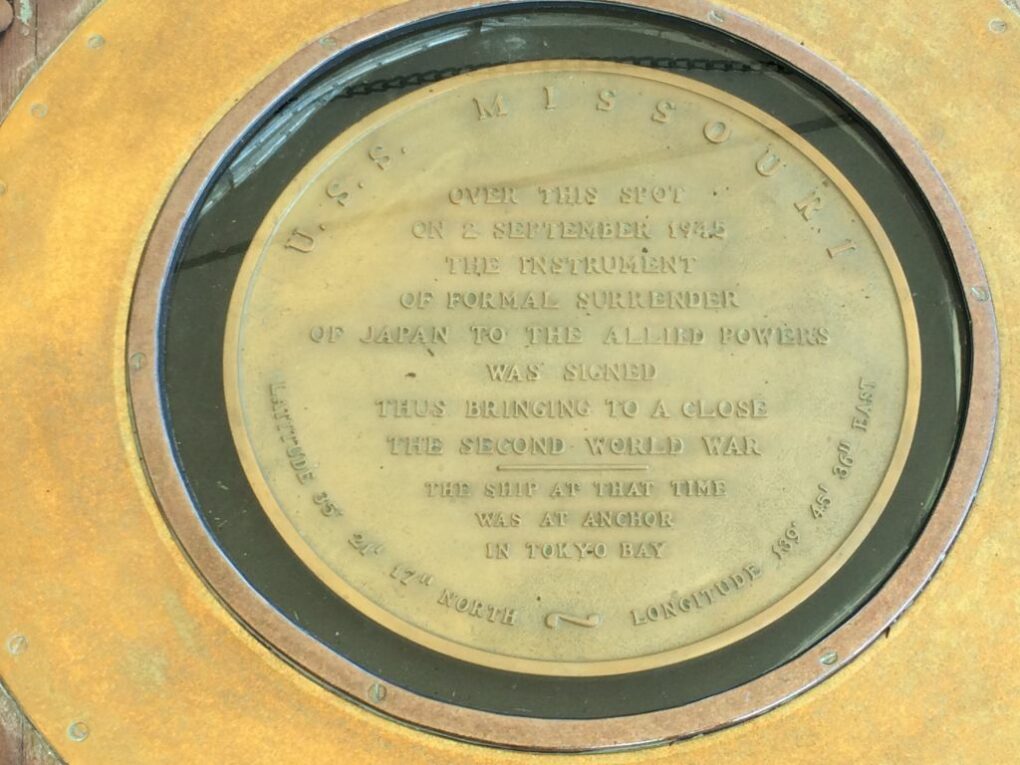 U.S.S. MISSOURI
OVER THIS SPOT
ON 2 SEPTEMBER 1945
THE INSTRUMENT
OF FORMAL SURRENDER
OF JAPAN TO THE ALLIED POWERS
WAS SIGNED
THUS BRINGING TO A CLOSE
THE SECOND WORLD WAR
THE SHIP AT THAT TIME
WAS AT ANCHOR
IN TOKYO BAY
LATITUDE 35° 21' 17" NORTH ~ LONGITUDE 139° 45' 36" EAST